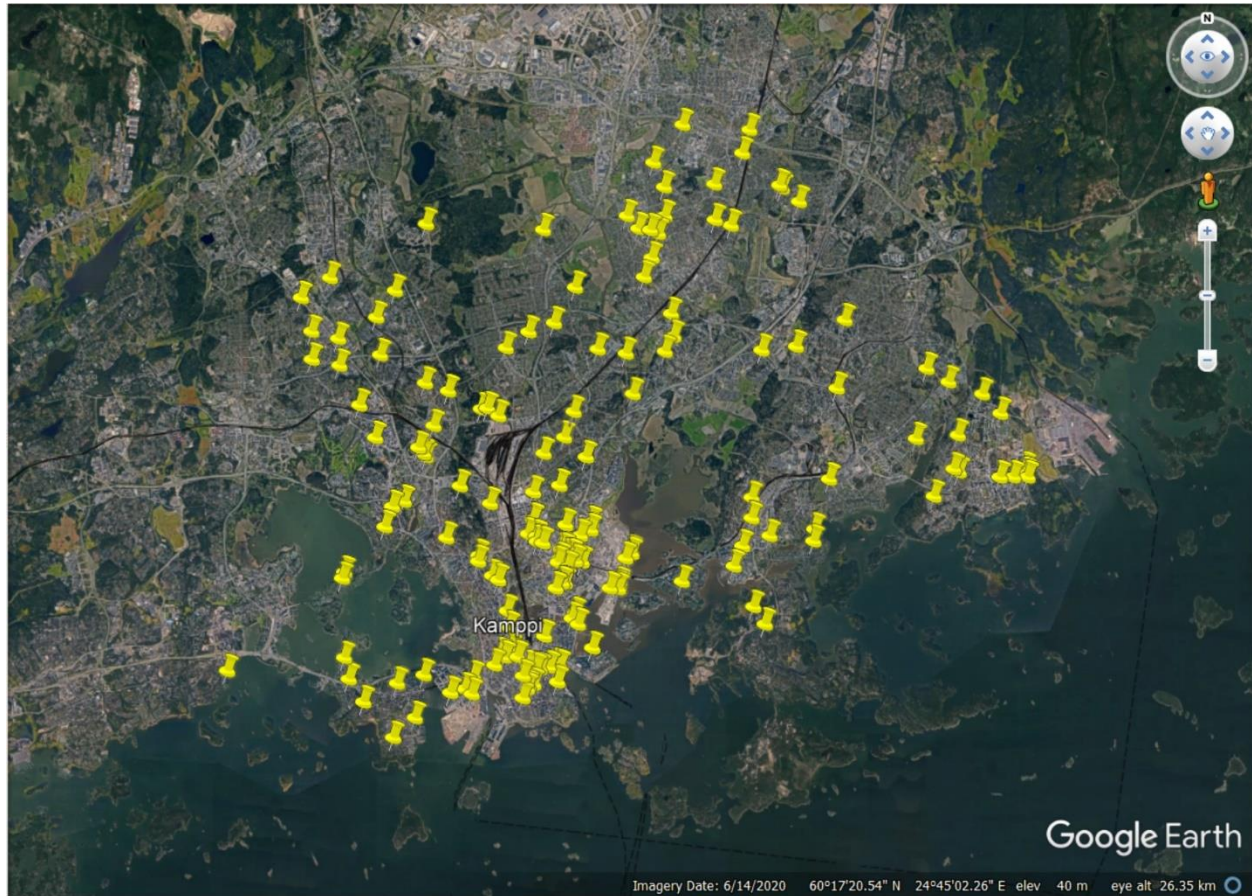 N
Kamppi
Google Earth
Imagery Date: 6/14/2020 60°17'20.54" N 24°45'02.26" E elev 40 m eye alt 26.35 km